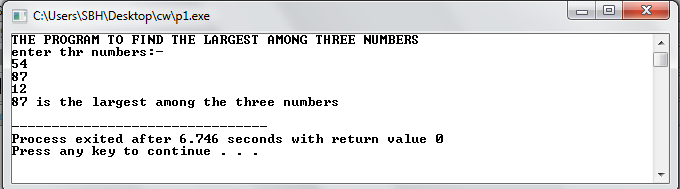 C:\Users\SBH\Desktop\cw\p1.exe
THE PROGRAM TO FIND THE LARGEST AMONG THREE NUMBERS
enter thr numbers:-
54
87
12
87 is the largest among the three numbers
--------------------------------
Process exited after 6.746 seconds with return value 0
Press any key to continue . . .